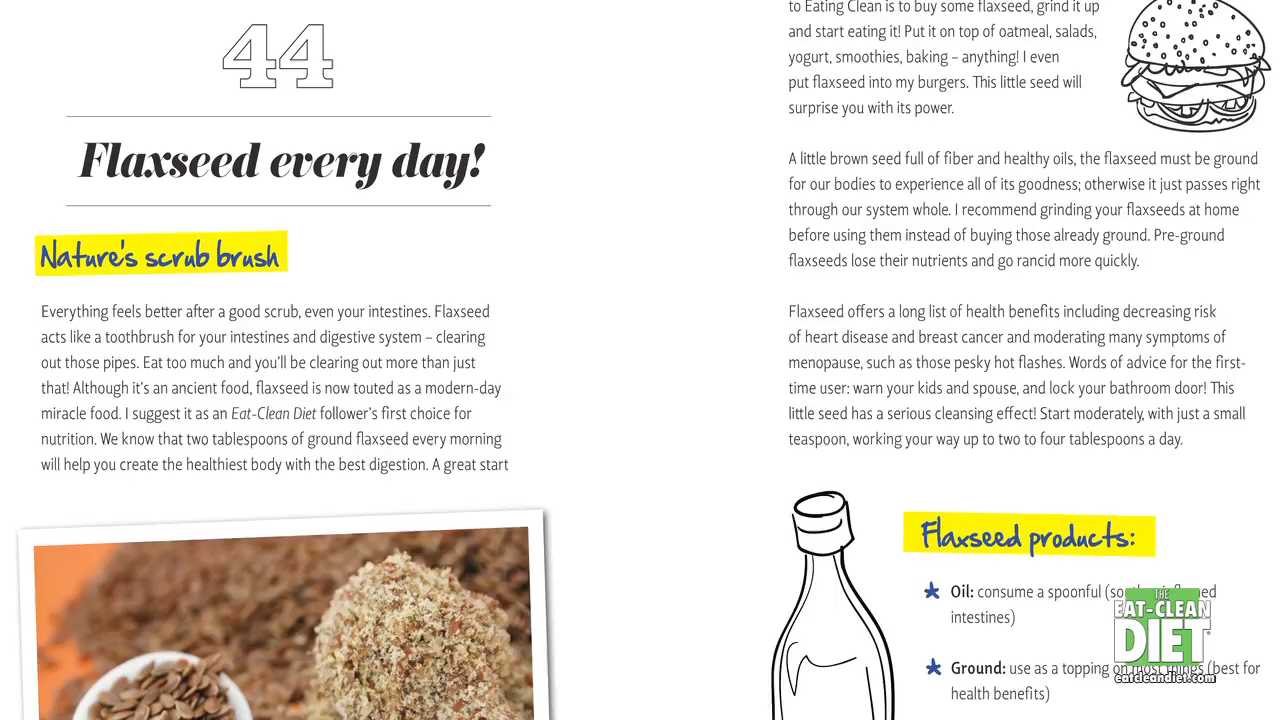 44
Flaxseed every day!
Nature's scrub brush
Everything feels better after a good scrub, even your intestines. Flaxseed
acts like a toothbrush for your intestines and digestive system – clearing
out those pipes. Eat too much and you'll be clearing out more than just
that! Although it's an ancient food, flaxseed is now touted as a modern-day
miracle food. I suggest it as an Eat-Clean Diet follower's first choice for
nutrition. We know that two tablespoons of ground flaxseed every morning
will help you create the healthiest body with the best digestion. A great start
to Eating Clean is to buy some flaxseed, grind it up
and start eating it! Put it on top of oatmeal, salads,
yogurt, smoothies, baking – anything! I even
put flaxseed into my burgers. This little seed will
surprise you with its power.
A little brown seed full of fiber and healthy oils, the flaxseed must be ground
for our bodies to experience all of its goodness; otherwise it just passes right
through our system whole. I recommend grinding your flaxseeds at home
before using them instead of buying those already ground. Pre-ground
flaxseeds lose their nutrients and go rancid more quickly.
Flaxseed offers a long list of health benefits including decreasing risk
of heart disease and breast cancer and moderating many symptoms of
menopause, such as those pesky hot flashes. Words of advice for the first-
time user: warn your kids and spouse, and lock your bathroom door! This
little seed has a serious cleansing effect! Start moderately, with just a small
teaspoon, working your way up to two to four tablespoons a day.
Flaxseed products:
Oil: consume a spoonful
intestines)
Ground: use as a topping on most things (best for
health benefits)
THE
EAT-CLEAN
DIET
eatcleandiet.com